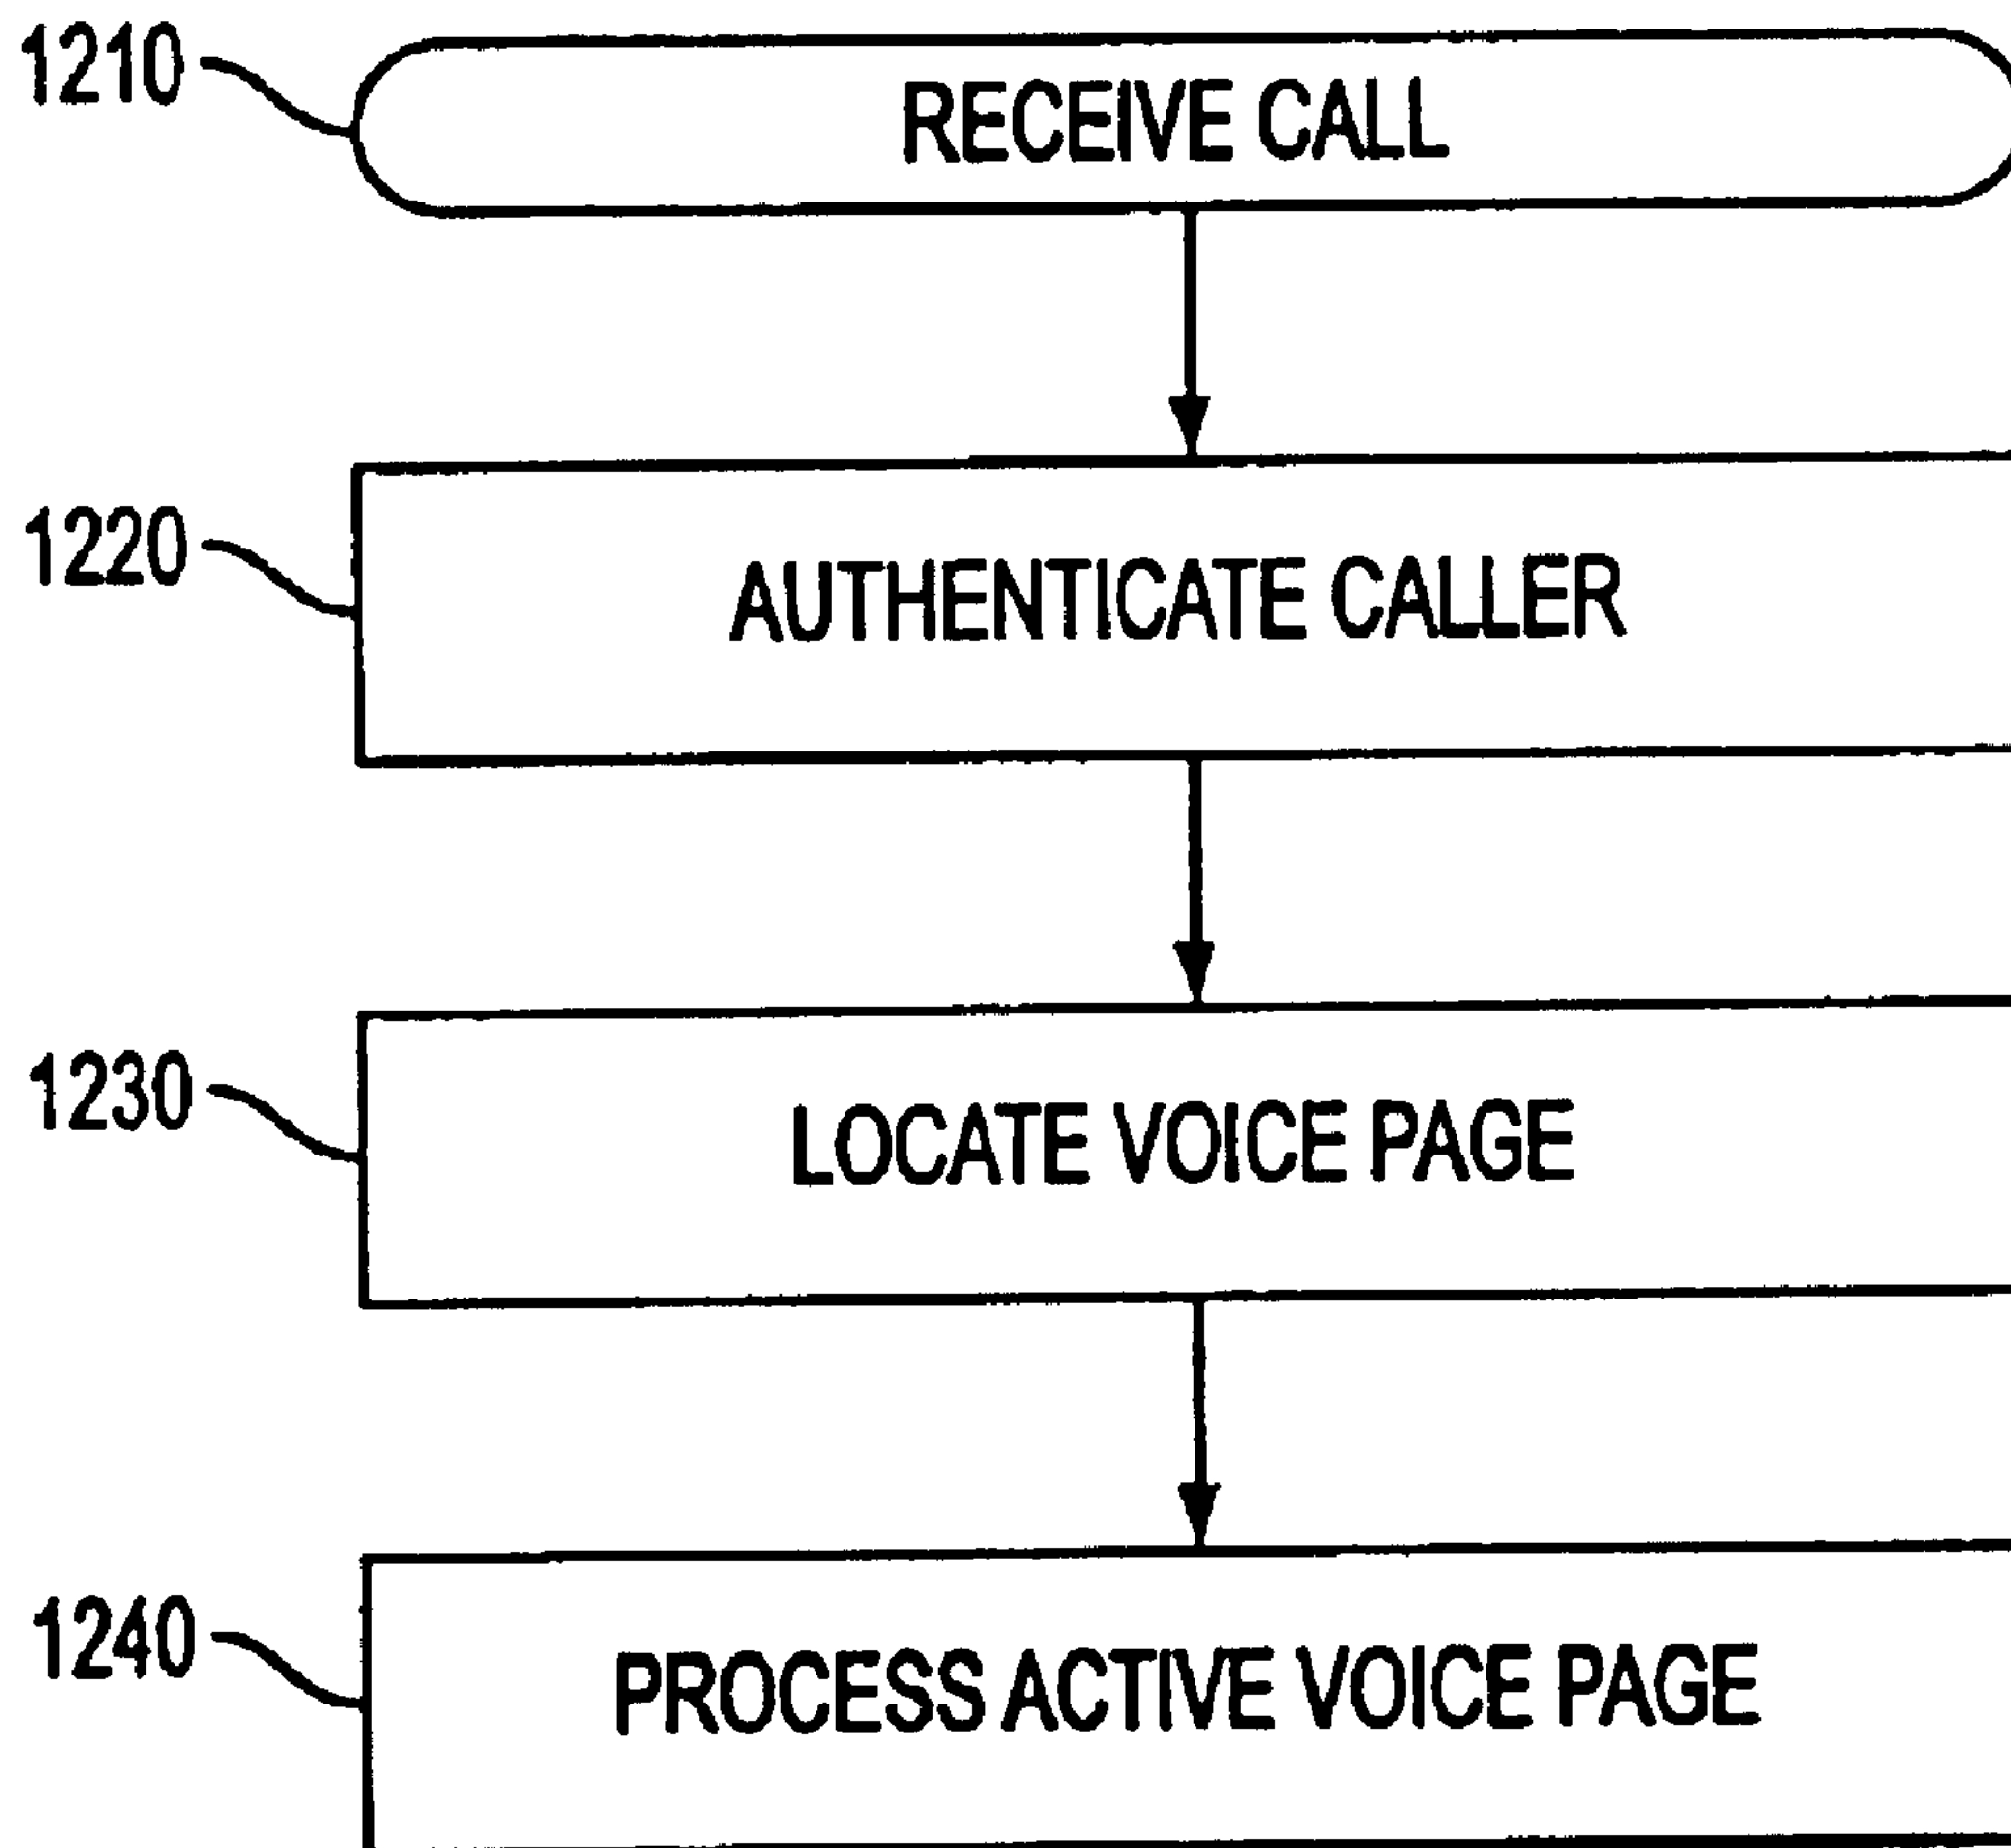 1210
RECEIVE CALL
1220
AUTHENTICATE CALLER
1230
LOCATE VOICE PAGE
1240
PROCESS ACTIVE VOICE PAGE